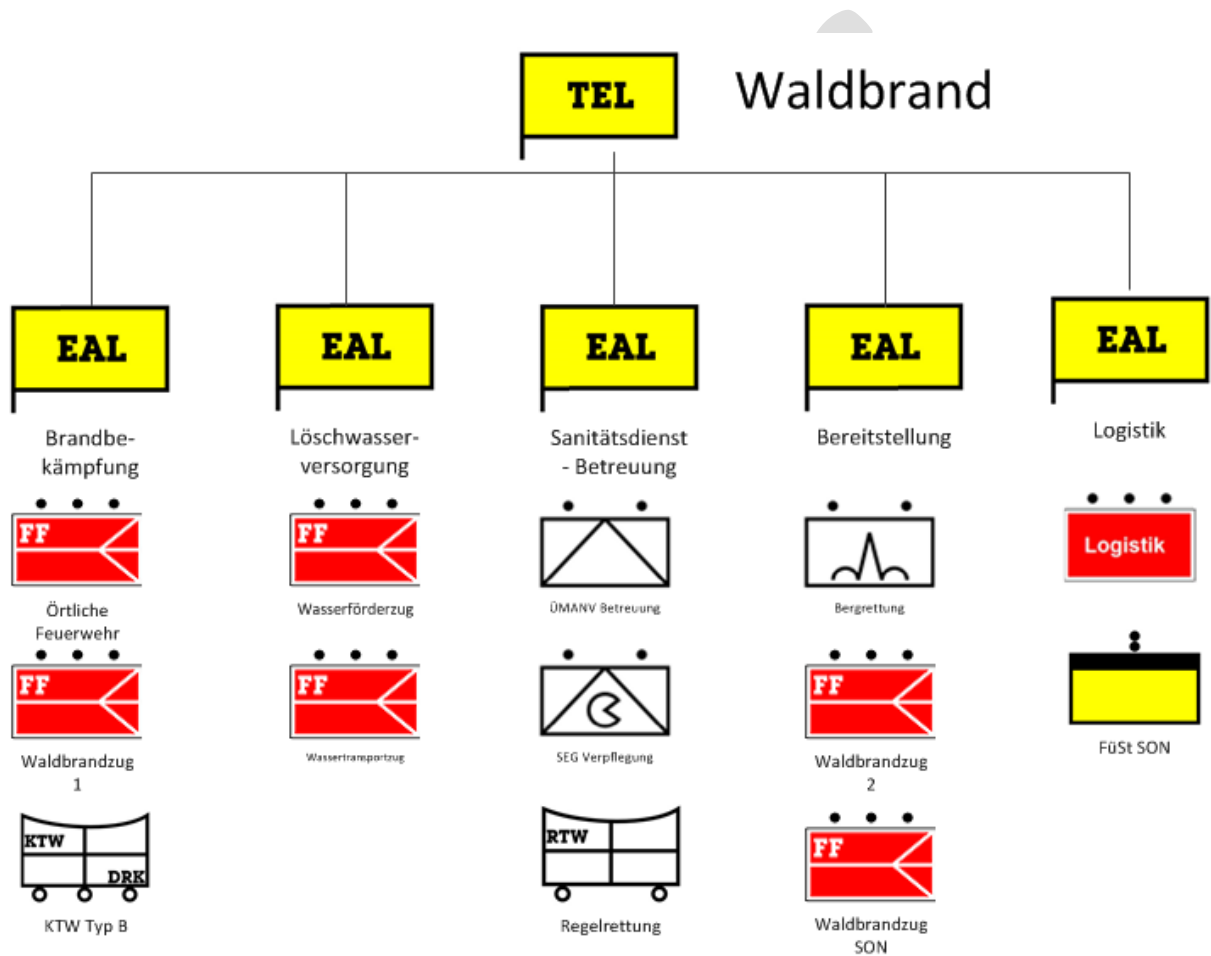 TEL
Waldbrand
EAL
Brandbe-
kämpfung
FF
Örtliche
Feuerwehr
FF
Waldbrandzug
1
KTW
DRK
KTW Typ B
EAL
Löschwasser-
versorgung
FF
Wasserförderzug
FF
Wassertransportzug
EAL
Sanitätsdienst
- Betreuung
ÜMANV Betreuung
SEG Verpflegung
RTW
Regelrettung
EAL
Bereitstellung
Bergrettung
FF
Waldbrandzug
2
FF
Waldbrandzug
SON
EAL
Logistik
Logistik
FüSt SON